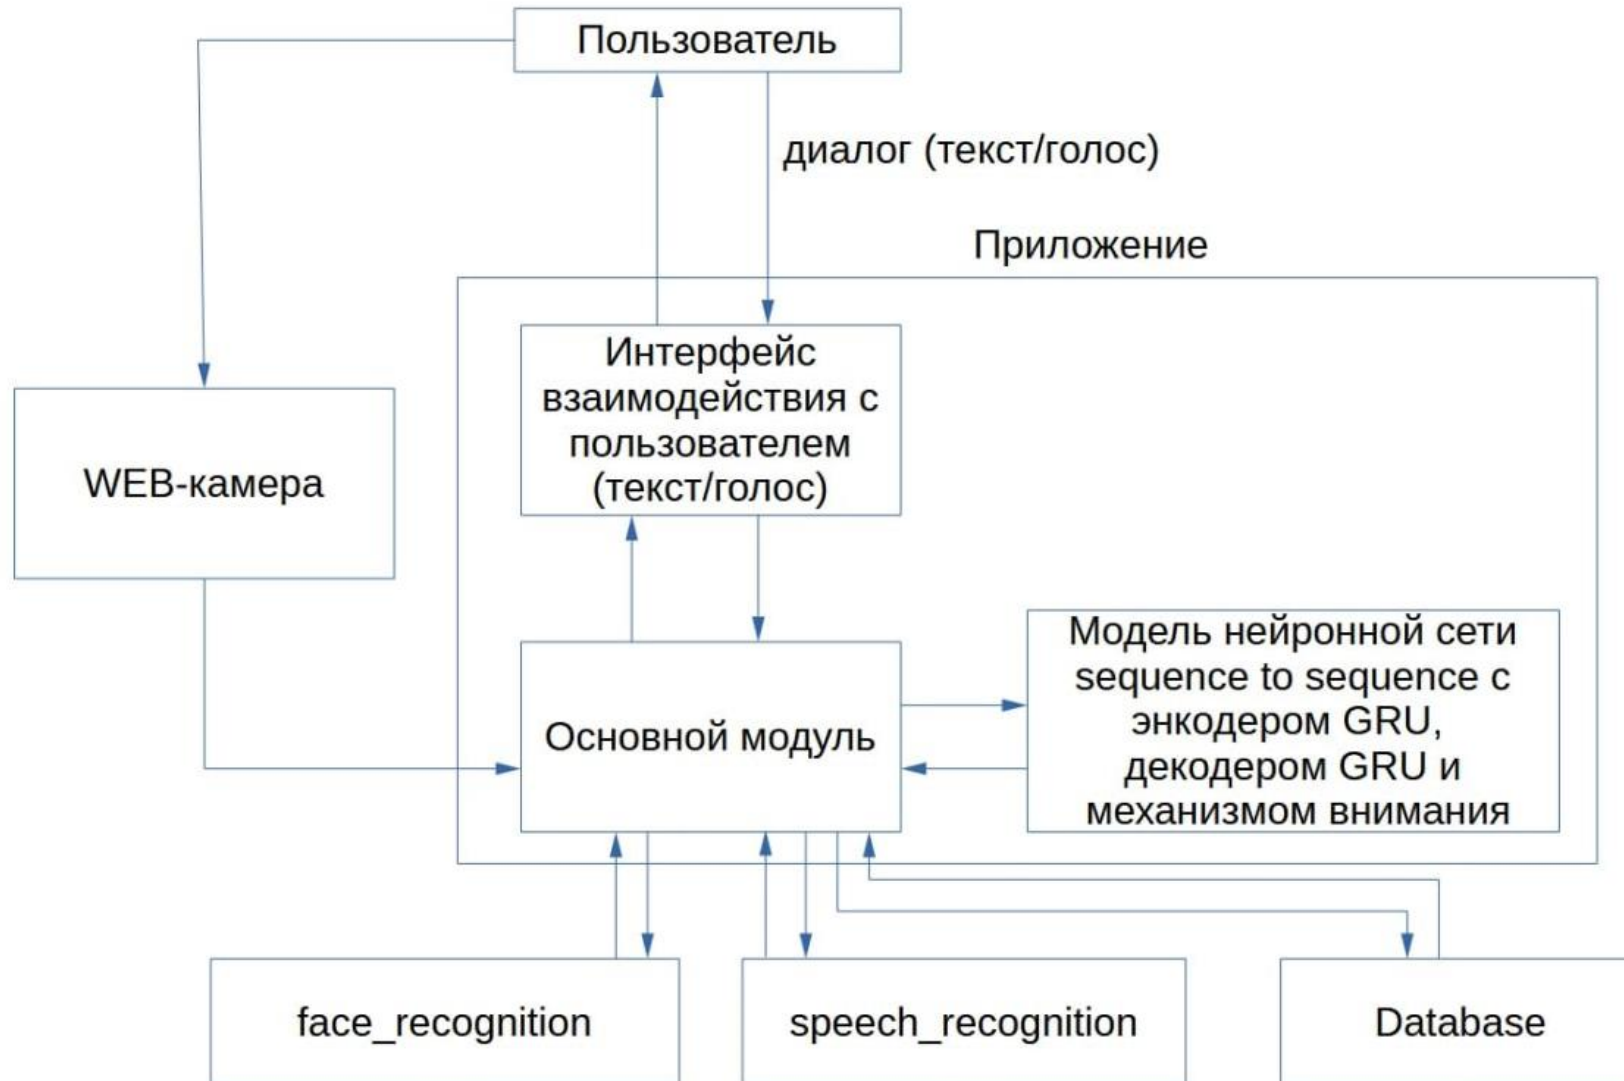 Пользователь
диалог (текст/голос)
Приложение
Интерфейс
взаимодействия с
пользователем
(текст/голос)
WEB-камера
Модель нейронной сети
sequence to sequence с
энкодером GRU,
декодером GRU и
механизмом внимания
Основной модуль
face_recognition
speech_recognition
Database